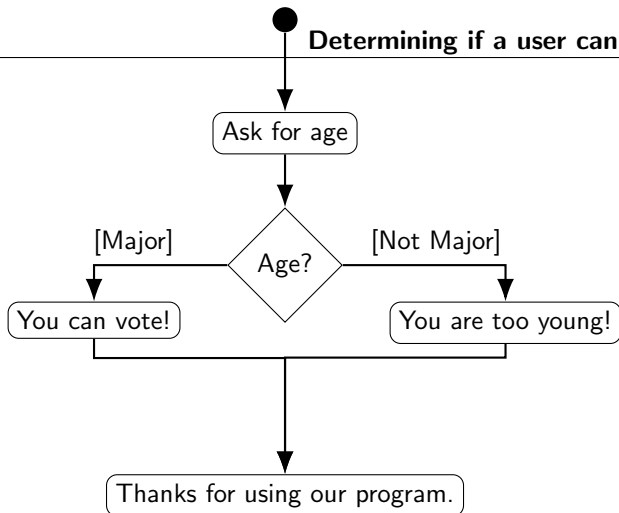 Determining if a user can
Ask for age
Age?
[Major]
[Not Major]
You can vote!
You are too young!
Thanks for using our program.